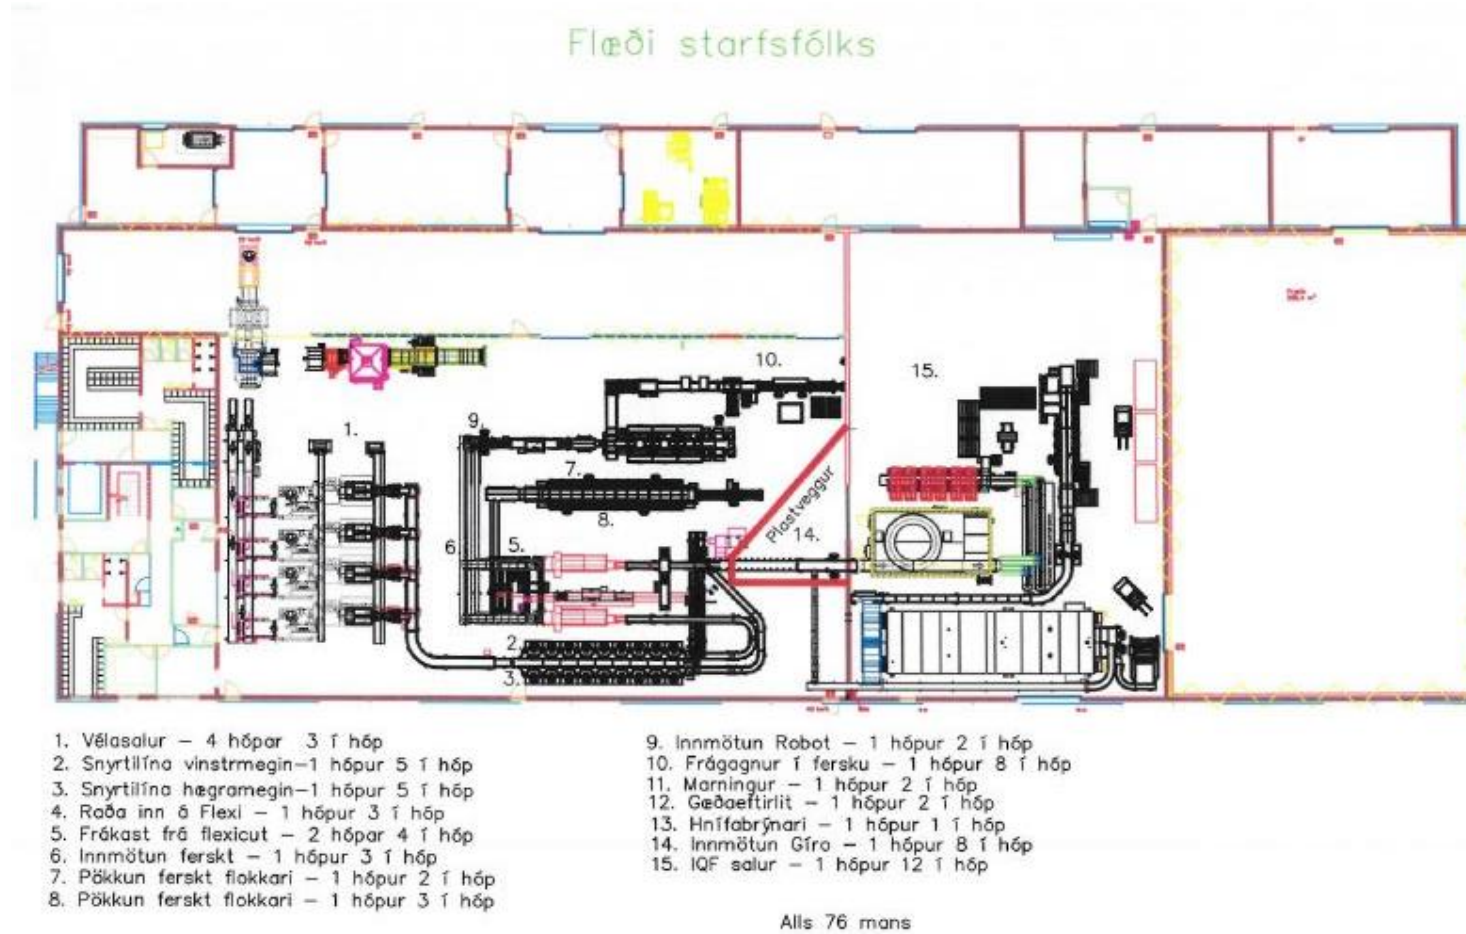 Flæði starfsfólks
10.
15.
1.
9.
7.
8.
Plastveggur
14.
6.
5.
2.
3.
1. Vélasalur – 4 hópar 3 í hóp
2. Snyrtilína vinstrmegin–1 hópur 5 í hóp
3. Snyrtilína hægramegin–1 hópur 5 í hóp
4. Raða inn á Flexi – 1 hópur 3 í hóp
5. Frákast frá flexicut – 2 hópar 4 í hóp
6. Innmötun ferskt – 1 hópur 3 í hóp
7. Pökkun ferskt flokkari – 1 hópur 2 í hóp
8. Pökkun ferskt flokkari – 1 hópur 3 í hóp
9. Innmötun Robot – 1 hópur 2 í hóp
10. Frágagnur í fersku – 1 hópur 8 í hóp
11. Marningur – 1 hópur 2 í hóp
12. Gæðaeftirlit – 1 hópur 2 í hóp
13. Hnífabrýnari – 1 hópur 1 í hóp
14. Innmötun Gíro – 1 hópur 8 í hóp
15. IQF salur – 1 hópur 12 í hóp
Alls 76 mans